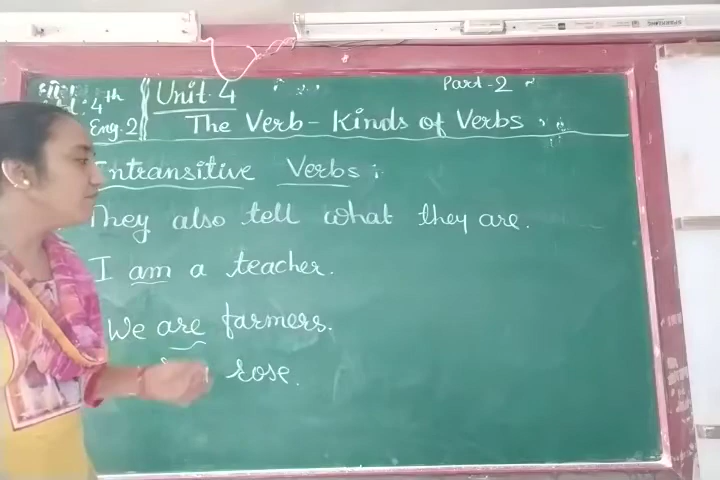 4th
Eng.2
Unit. 4
Part-2
The Verb - Kinds of Verbs
Intransitive Verbs :
They also tell what they are.
I am a teacher.
We are farmers.
rose.